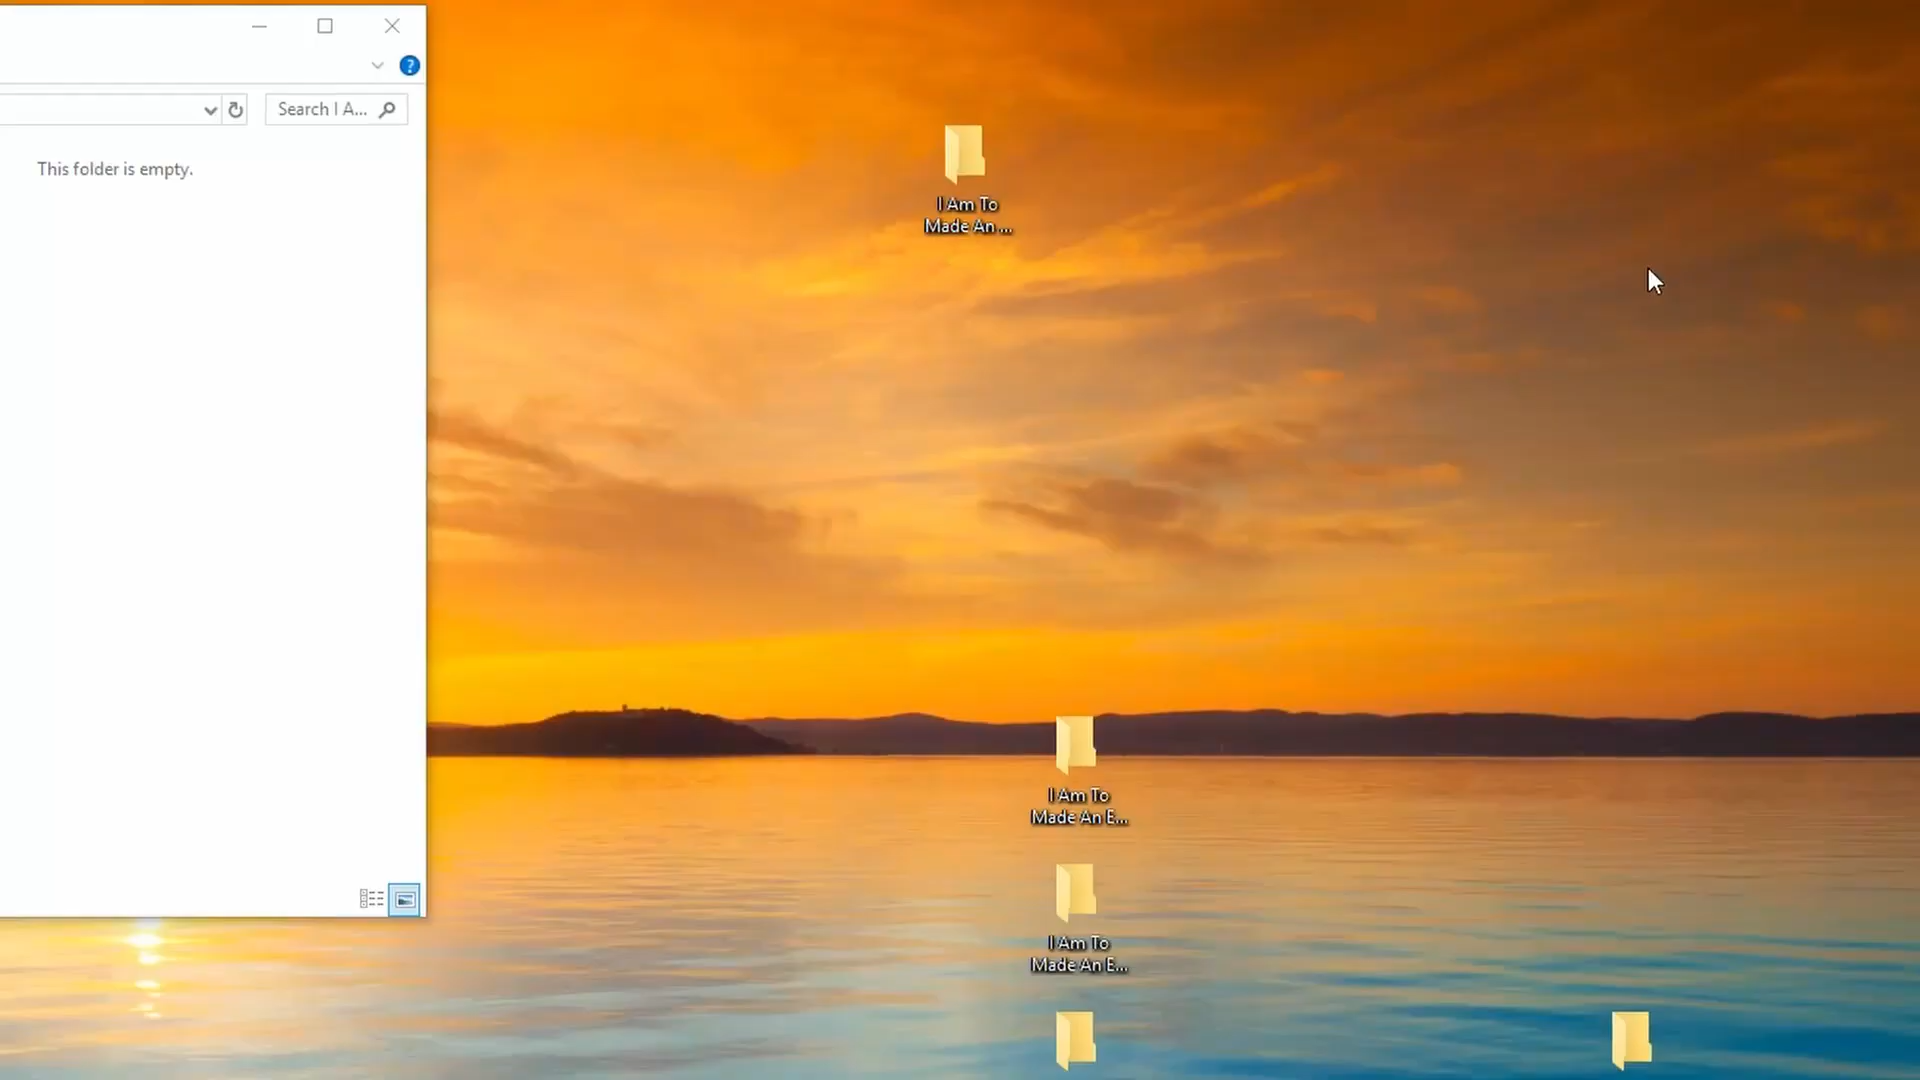 ?
Search I A...
This folder is empty.
I Am To
Made An ...
I Am To
Made An E...
I Am To
Made An E...